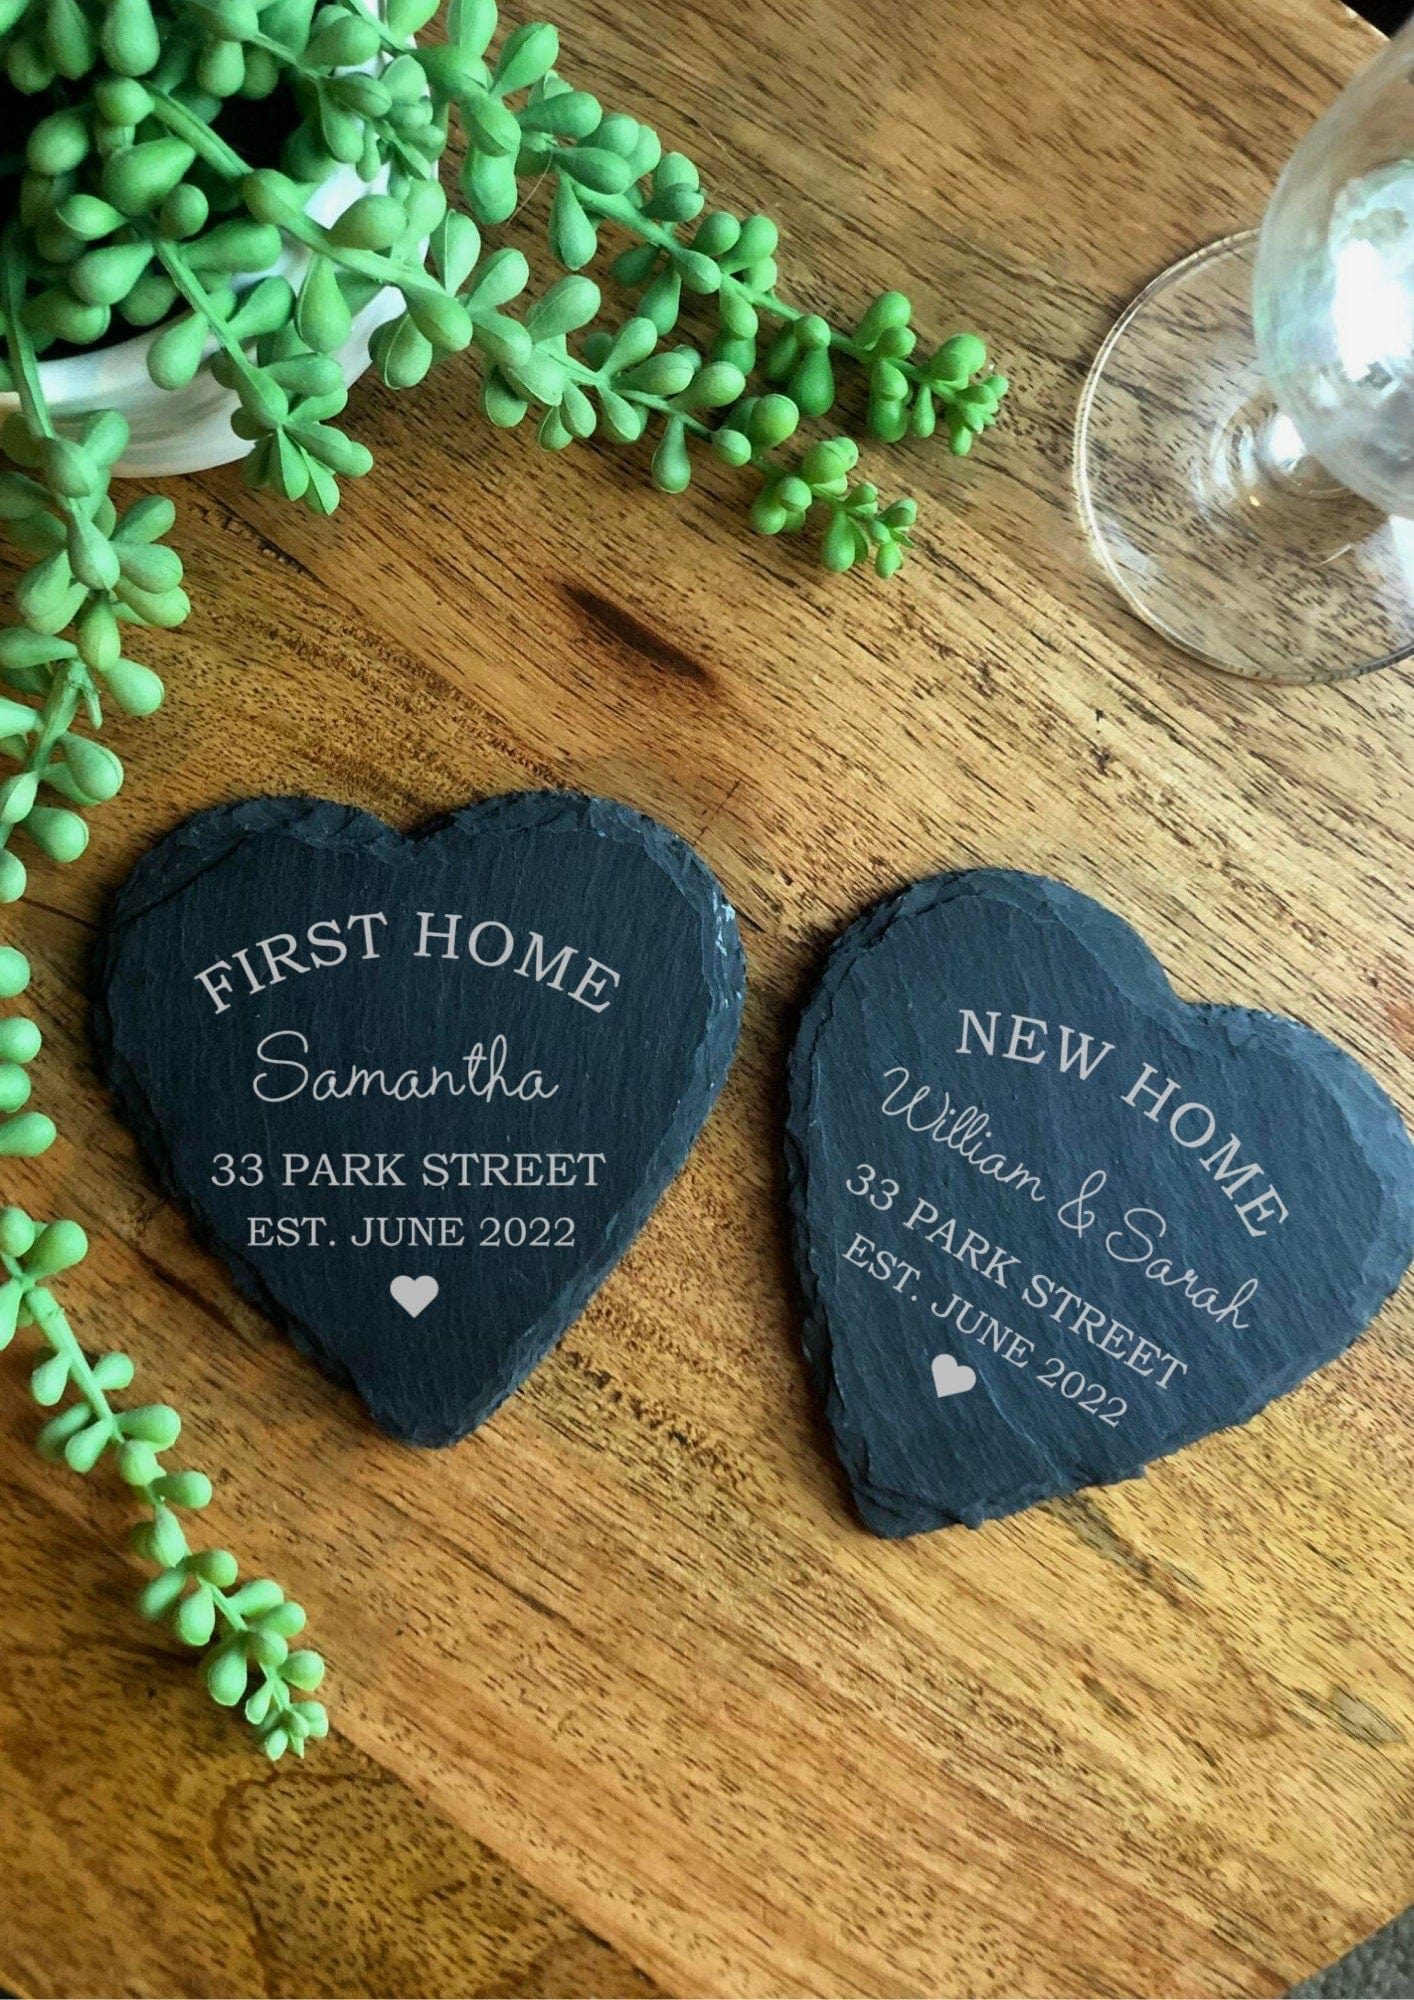 FIRST HOME
Samantha
33 PARK STREET
EST. JUNE 2022
NEW HOME
William & Sarah
33 PARK STREET
EST. JUNE 2022